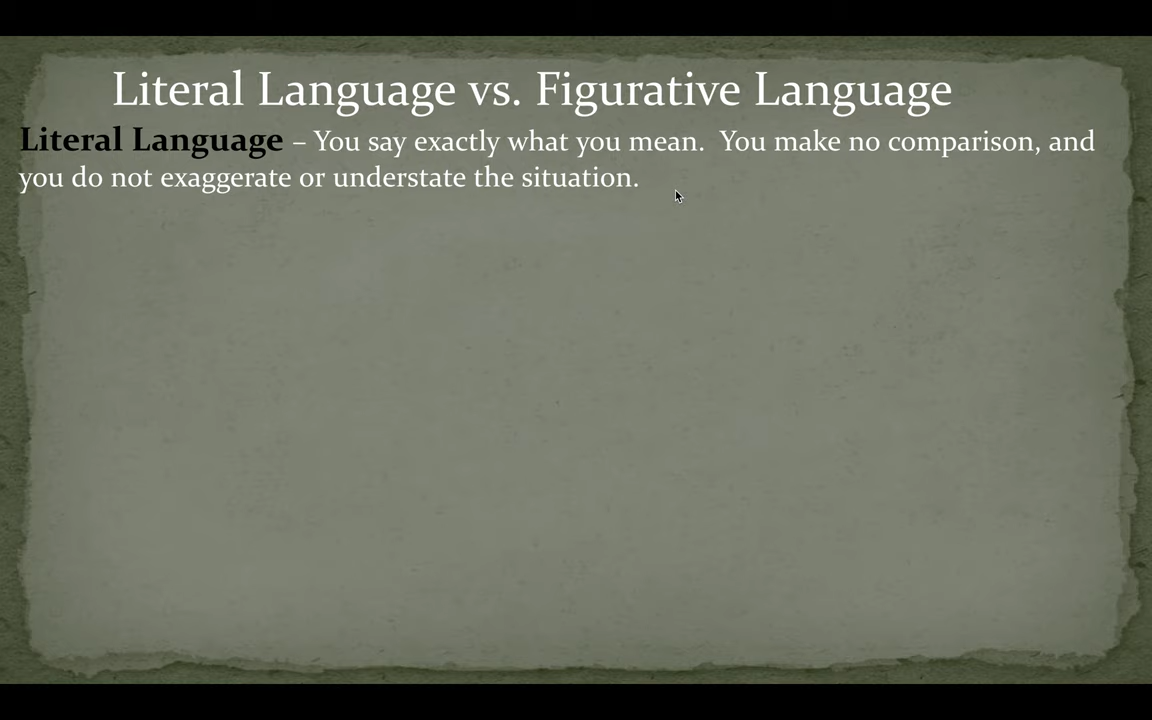 Literal Language vs. Figurative Language
Literal Language – You say exactly what you mean.  You make no comparison, and
you do not exaggerate or understate the situation.